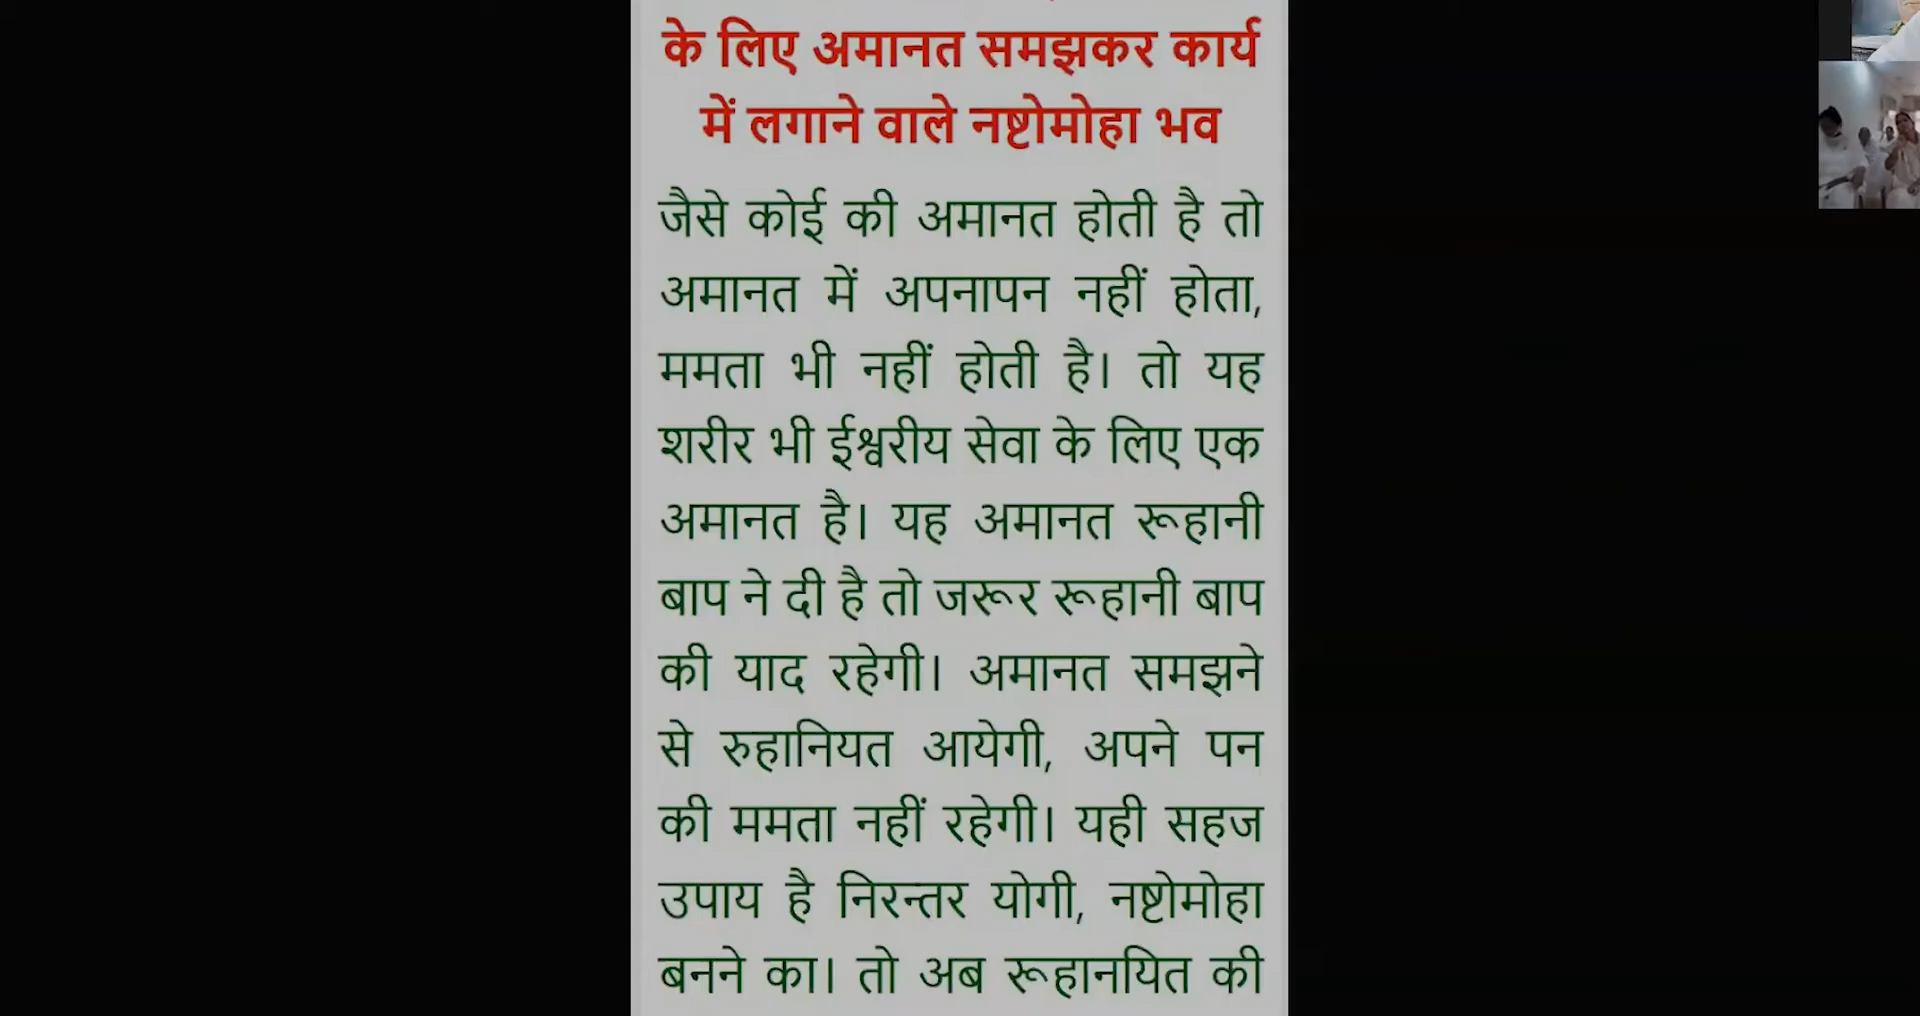 के लिए अमानत समझकर कार्य
में लगाने वाले नष्टोमोहा भव
जैसे कोई की अमानत होती है तो
अमानत में अपनापन नहीं होता,
ममता भी नहीं होती है। तो यह
शरीर भी ईश्वरीय सेवा के लिए एक
अमानत है। यह अमानत रूहानी
बाप ने दी है तो जरूर रूहानी बाप
की याद रहेगी। अमानत समझने
से रुहानियत आयेगी, अपने पन
की ममता नहीं रहेगी। यही सहज
उपाय है निरन्तर योगी, नष्टोमोहा
बनने का। तो अब रूहानयित की